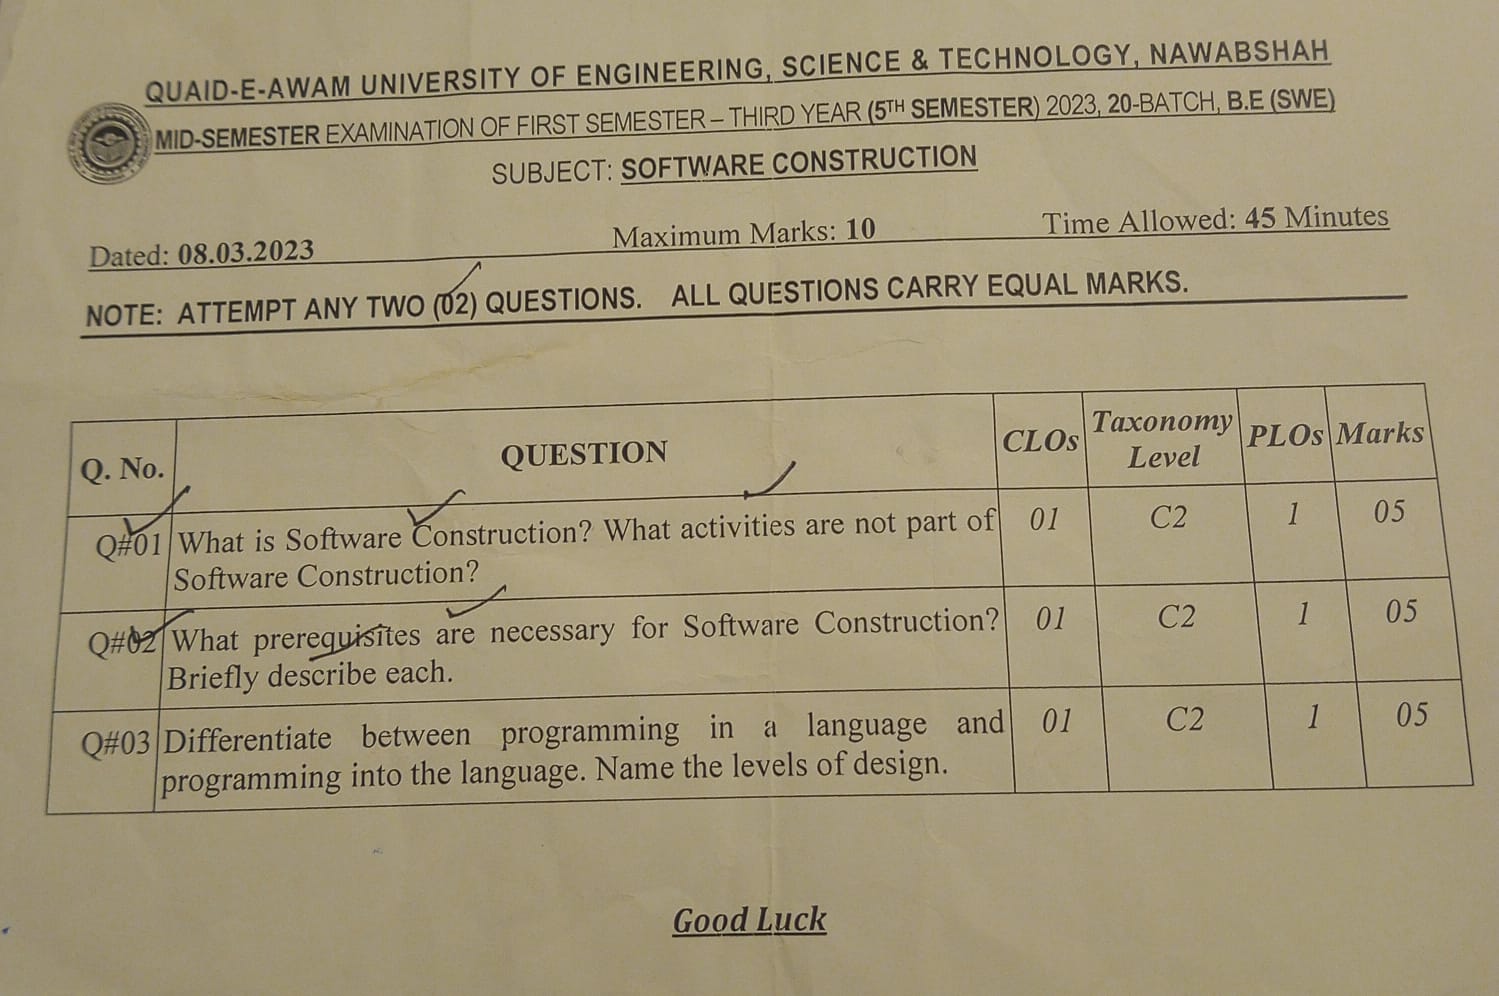 QUAID-E-AWAM UNIVERSITY OF ENGINEERING, SCIENCE & TECHNOLOGY, NAWABSHAH
MID-SEMESTER EXAMINATION OF FIRST SEMESTER – THIRD YEAR (5TH SEMESTER) 2023, 20-BATCH, B.E (SWE)
SUBJECT: SOFTWARE CONSTRUCTION
Dated: 08.03.2023 Maximum Marks: 10 Time Allowed: 45 Minutes
NOTE: ATTEMPT ANY TWO (02) QUESTIONS. ALL QUESTIONS CARRY EQUAL MARKS.
Q. No. QUESTION CLOs Taxonomy Level PLOs Marks
Q#01 What is Software Construction? What activities are not part of 01 C2 1 05
Software Construction?
Q#02 What prerequisites are necessary for Software Construction? 01 C2 1 05
Briefly describe each.
Q#03 Differentiate between programming in a language and 01 C2 1 05
programming into the language. Name the levels of design.
Good Luck